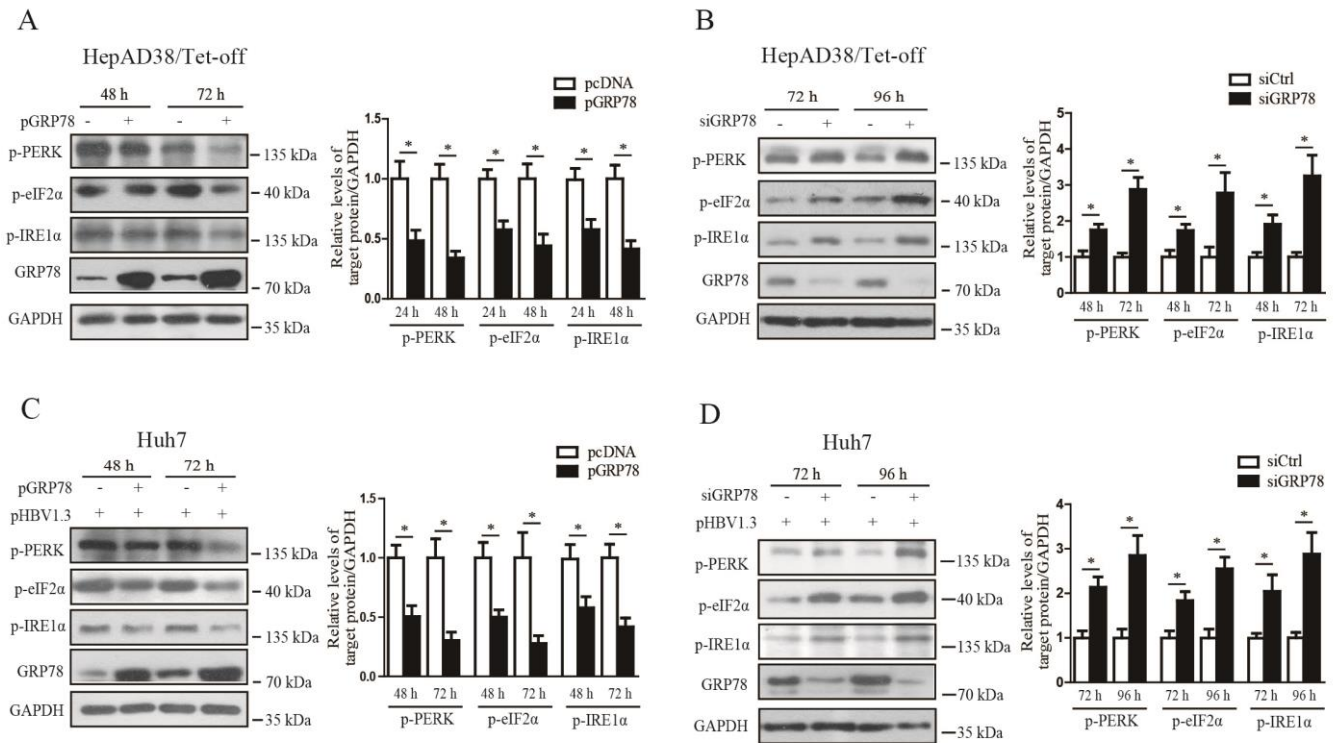 A
HepAD38/Tet-off
48 h 72 h
pGRP78 - + - +
p-PERK
135 kDa
p-eIF2α
40 kDa
p-IRE1α
135 kDa
GRP78
70 kDa
GAPDH
35 kDa
pcDNA
pGRP78
Relative levels of
target protein/GAPDH
1.5
1.0
0.5
0.0
* * * * * *
24 h 48 h 24 h 48 h 24 h 48 h
p-PERK p-eIF2α p-IRE1α
B
HepAD38/Tet-off
72 h 96 h
siGRP78 - + - +
p-PERK
135 kDa
p-eIF2α
40 kDa
p-IRE1α
135 kDa
GRP78
70 kDa
GAPDH
35 kDa
siCtrl
siGRP78
Relative levels of
target protein/GAPDH
5
4
3
2
1
0
* * * * * *
48 h 72 h 48 h 72 h 48 h 72 h
p-PERK p-eIF2α p-IRE1α
C
Huh7
48 h 72 h
pGRP78 - + - +
pHBV1.3 + + + +
p-PERK
135 kDa
p-eIF2α
40 kDa
p-IRE1α
135 kDa
GRP78
70 kDa
GAPDH
35 kDa
pcDNA
pGRP78
Relative levels of
target protein/GAPDH
1.5
1.0
0.5
0.0
* * * * * *
48 h 72 h 48 h 72 h 48 h 72 h
p-PERK p-eIF2α p-IRE1α
D
Huh7
72 h 96 h
siGRP78 - + - +
pHBV1.3 + + + +
p-PERK
135 kDa
p-eIF2α
40 kDa
p-IRE1α
135 kDa
GRP78
70 kDa
GAPDH
35 kDa
siCtrl
siGRP78
Relative levels of
target protein/GAPDH
4
3
2
1
0
* * * * * *
72 h 96 h 72 h 96 h 72 h 96 h
p-PERK p-eIF2α p-IRE1α